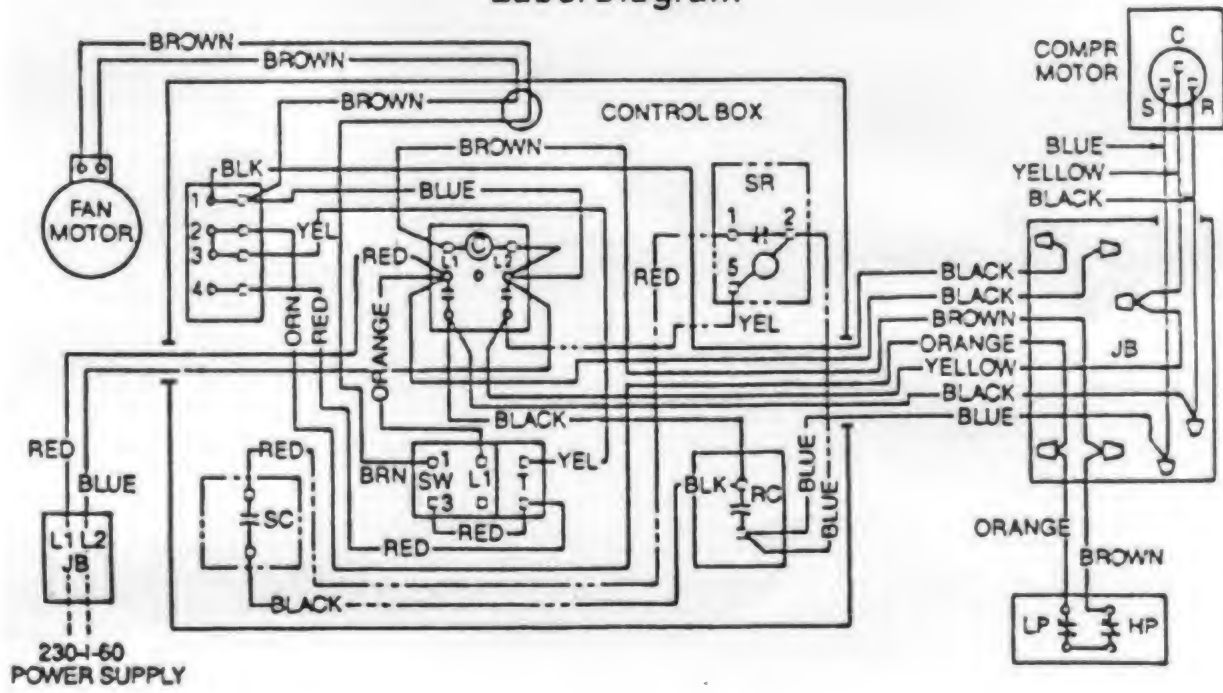 Label Diagram
BROWN
BROWN
BROWN
CONTROL BOX
BROWN
COMPR
MOTOR
C
C
S
R
FAN
MOTOR
BLK
1
BLUE
2
YEL
3
4
ORN
RED
RED
C
L1
L2
ORANGE
SR
1
2
5
YEL
RED
BLUE
YELLOW
BLACK
BLACK
BLACK
BROWN
ORANGE
YELLOW
BLACK
BLUE
JB
BLACK
RED
BLUE
RED
SC
BRN
1
SW
L1
T
YEL
3
RED
RED
BLACK
BLK
RC
BLUE
BLUE
L1 L2
JB
230-1-60
POWER SUPPLY
ORANGE
BROWN
LP
HP